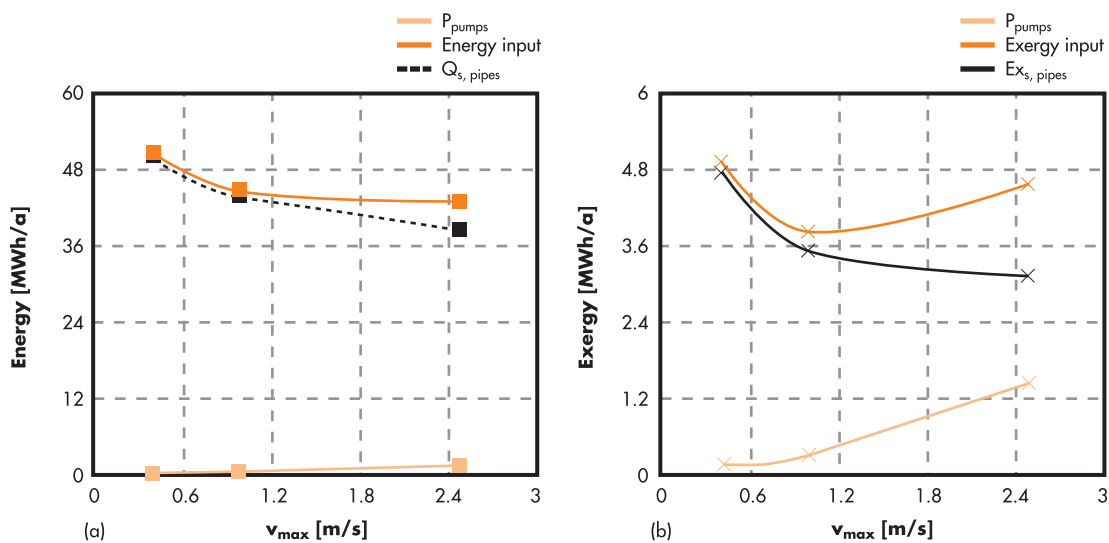 P_pumps
Energy input
Q_s, pipes
60
48
36
24
12
0
Energy [MWh/a]
0 0.6 1.2 1.8 2.4 3
(a)
v_max [m/s]
P_pumps
Exergy input
Ex_s, pipes
6
4.8
3.6
2.4
1.2
0
Exergy [MWh/a]
0 0.6 1.2 1.8 2.4 3
(b)
v_max [m/s]